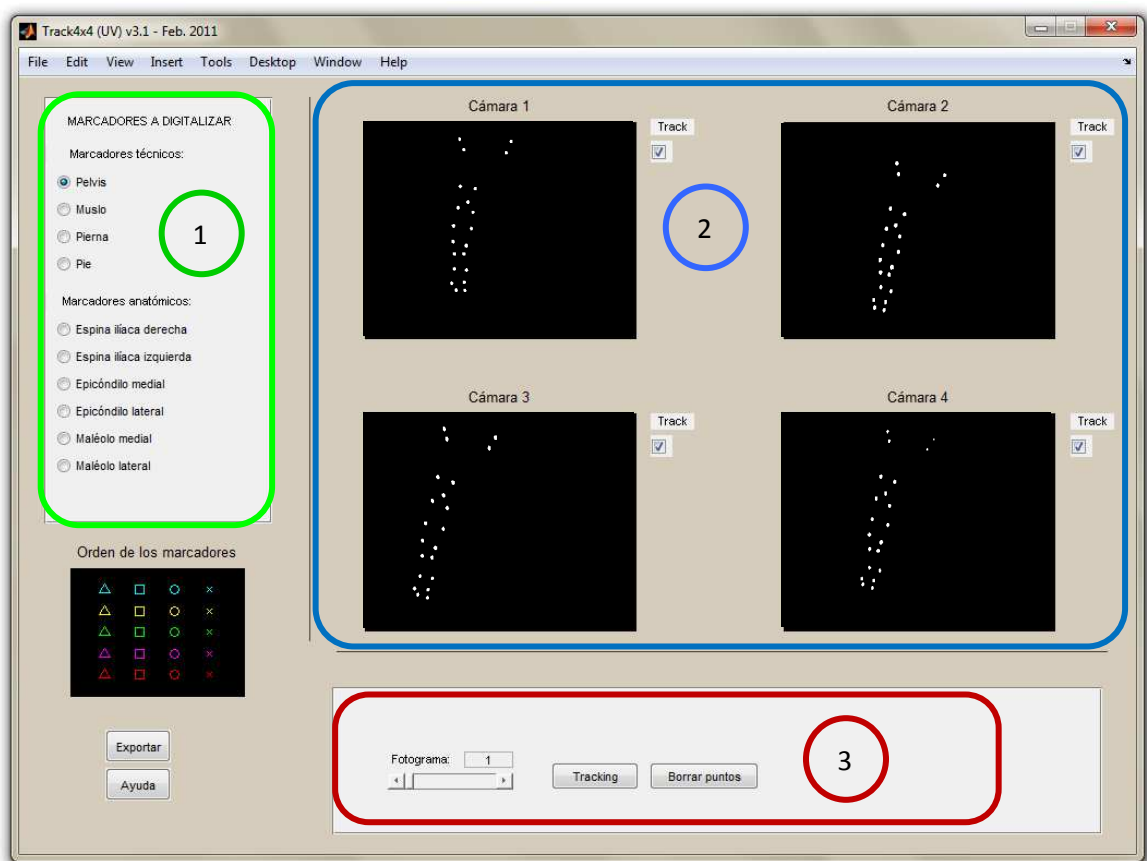 Track4x4 (UV) v3.1 - Feb. 2011
File Edit View Insert Tools Desktop Window Help
MARCADORES A DIGITALIZAR
Marcadores técnicos:
Pelvis
Muslo
Pierna
Pie
1
Marcadores anatómicos:
Espina ilíaca derecha
Espina ilíaca izquierda
Epicóndilo medial
Epicóndilo lateral
Maléolo medial
Maléolo lateral
Orden de los marcadores
Exportar
Ayuda
Cámara 1
Track
Cámara 2
Track
2
Cámara 3
Track
Cámara 4
Track
Fotograma: 1
Tracking
Borrar puntos
3